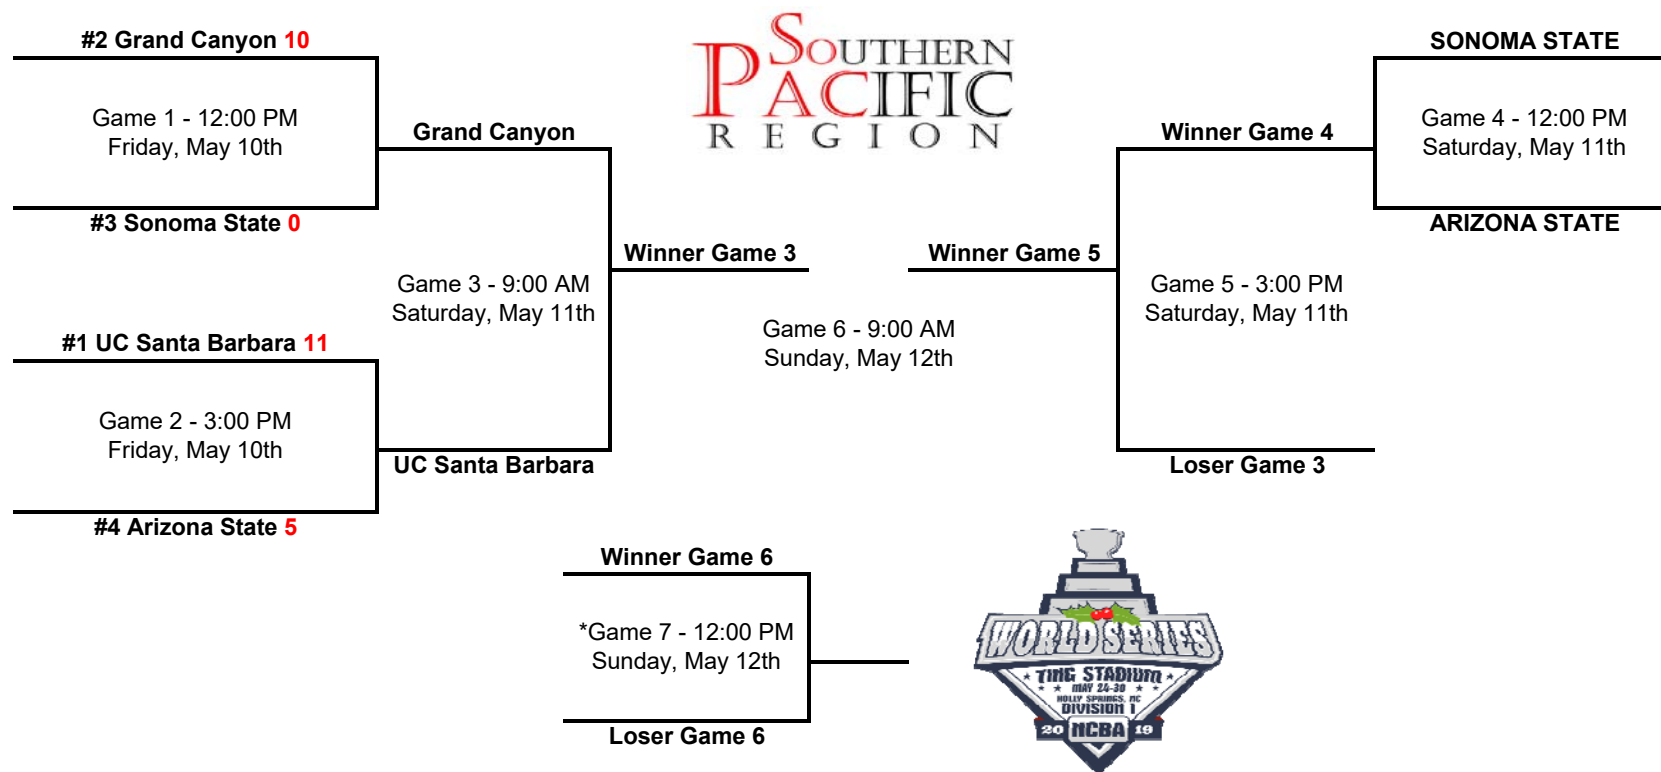 #2 Grand Canyon 10
Game 1 - 12:00 PM
Friday, May 10th
#3 Sonoma State 0
Grand Canyon
Game 3 - 9:00 AM
Saturday, May 11th
#1 UC Santa Barbara 11
Game 2 - 3:00 PM
Friday, May 10th
#4 Arizona State 5
UC Santa Barbara
SOUTHERN
PACIFIC
REGION
Winner Game 3
Winner Game 5
Game 6 - 9:00 AM
Sunday, May 12th
SONOMA STATE
Game 4 - 12:00 PM
Saturday, May 11th
ARIZONA STATE
Winner Game 4
Game 5 - 3:00 PM
Saturday, May 11th
Loser Game 3
Winner Game 6
*Game 7 - 12:00 PM
Sunday, May 12th
Loser Game 6
WORLD SERIES
TING STADIUM
MAY 24-30
HOLLY SPRINGS, NC
DIVISION 1
20 NCBA 19